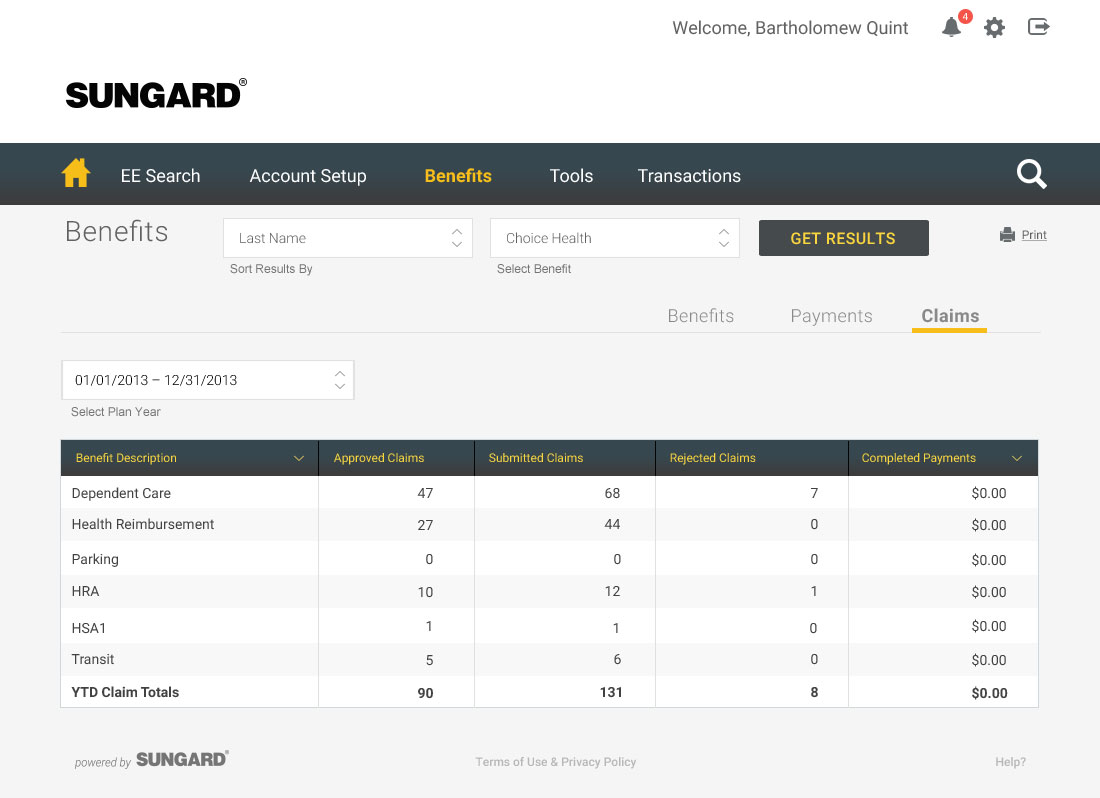 Welcome, Bartholomew Quint
4
SUNGARD®
EE Search Account Setup Benefits Tools Transactions
Benefits
Last Name
Choice Health
GET RESULTS
Print
Sort Results By
Select Benefit
Benefits Payments Claims
01/01/2013 – 12/31/2013
Select Plan Year
Benefit Description Approved Claims Submitted Claims Rejected Claims Completed Payments
Dependent Care 47 68 7 $0.00
Health Reimbursement 27 44 0 $0.00
Parking 0 0 0 $0.00
HRA 10 12 1 $0.00
HSA1 1 1 0 $0.00
Transit 5 6 0 $0.00
YTD Claim Totals 90 131 8 $0.00
powered by SUNGARD®
Terms of Use & Privacy Policy
Help?